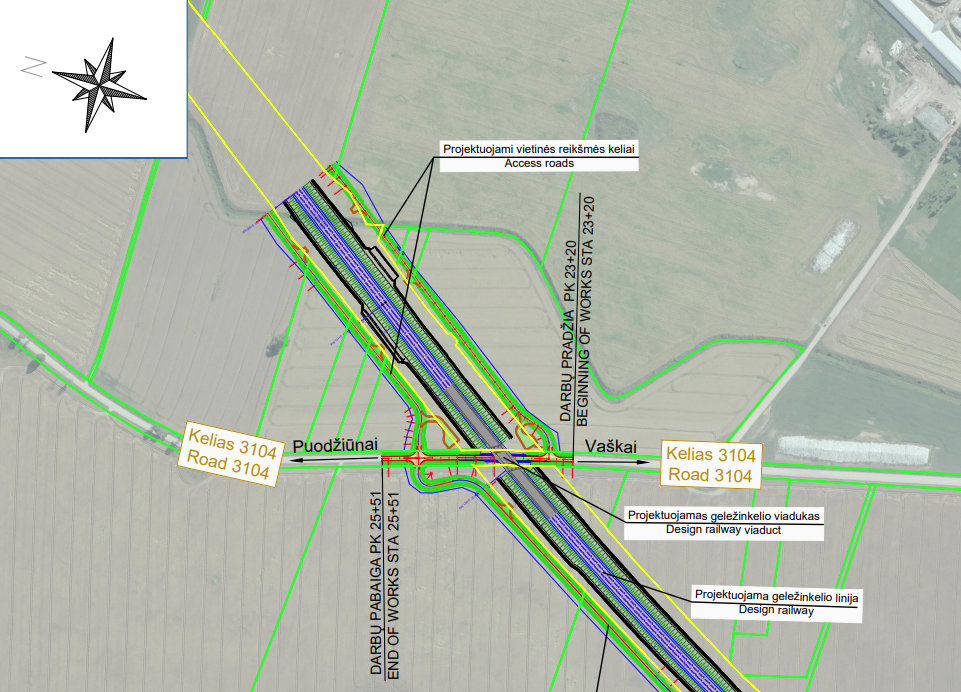 N
Projektuojami vietinės reikšmės keliai
Access roads
DARBŲ PRADŽIA PK 23+20
BEGINNING OF WORKS STA 23+20
Kelias 3104
Road 3104
Puodžiūnai
Vaškai
Kelias 3104
Road 3104
DARBŲ PABAIGA PK 25+51
END OF WORKS STA 25+51
Projektuojamas geležinkelio viadukas
Design railway viaduct
Projektuojama geležinkelio linija
Design railway